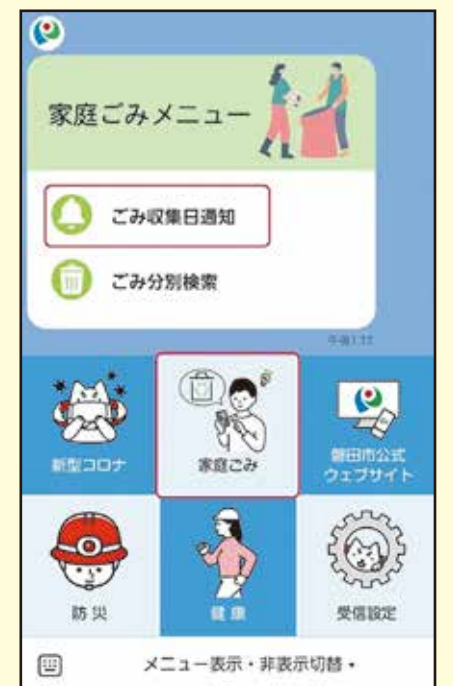 家庭ごみメニュー
ごみ収集日通知
ごみ分別検索
新型コロナ
家庭ごみ
磐田市公式
ウェブサイト
防災
健康
受信設定
メニュー表示・非表示切替▾